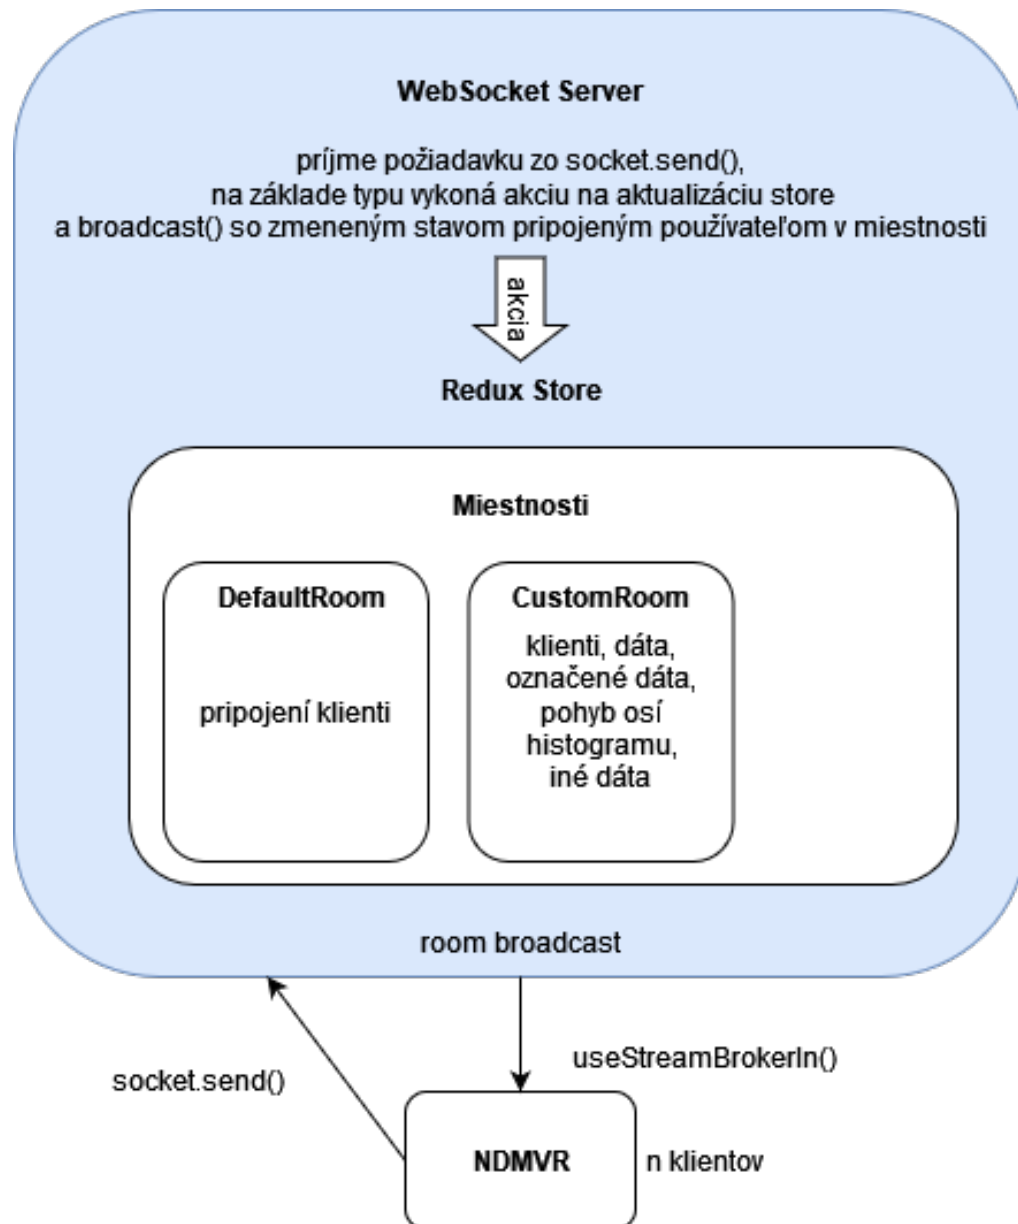 WebSocket Server
príjme požiadavku zo socket.send(),
na základe typu vykoná akciu na aktualizáciu store
a broadcast() so zmeneným stavom pripojeným používateľom v miestnosti
akcia
Redux Store
Miestnosti
DefaultRoom
pripojení klienti
CustomRoom
klienti, dáta,
označené dáta,
pohyb osí
histogramu,
iné dáta
room broadcast
useStreamBrokerIn()
socket.send()
NDMVR
n klientov